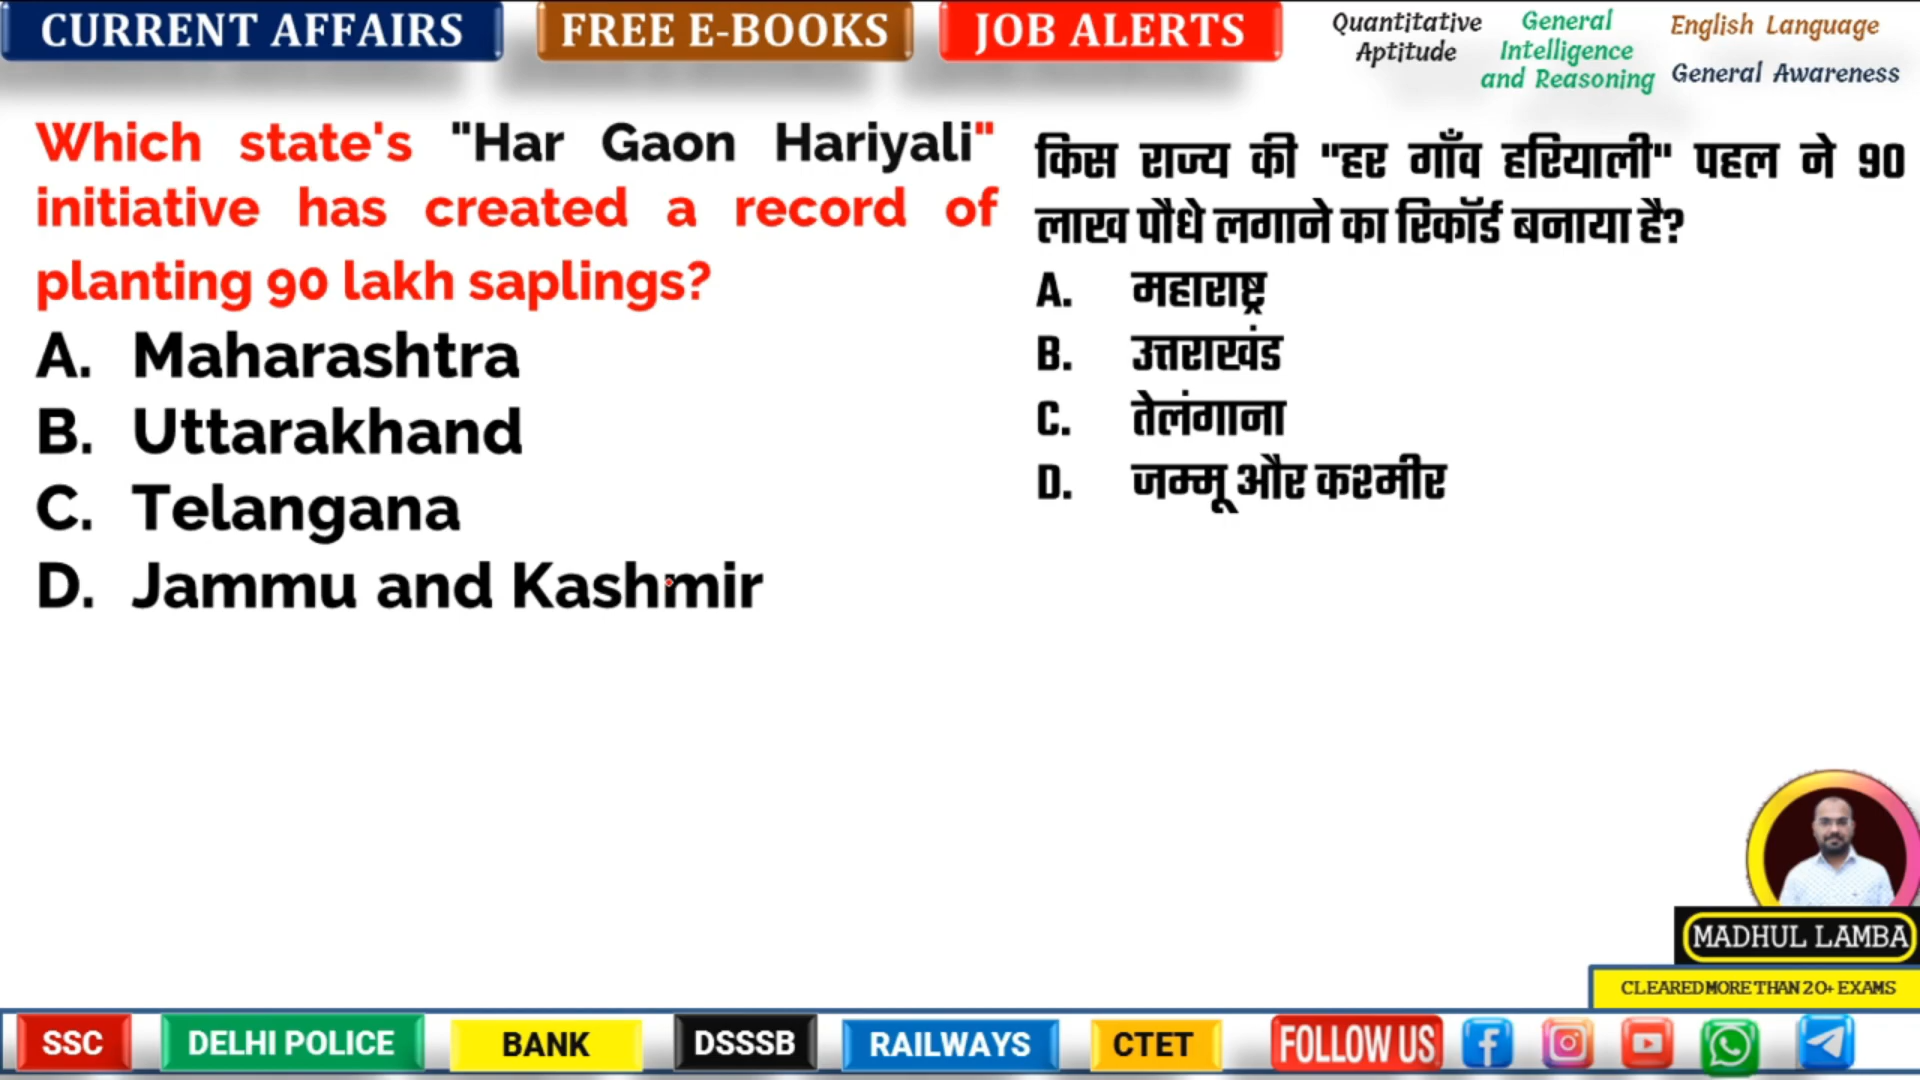 CURRENT AFFAIRS
FREE E-BOOKS
JOB ALERTS
Quantitative
Aptitude
General
Intelligence
and Reasoning
English Language
General Awareness
Which state's "Har Gaon Hariyali"
initiative has created a record of
planting 90 lakh saplings?
A. Maharashtra
B. Uttarakhand
C. Telangana
D. Jammu and Kashmir
किस राज्य की "हर गाँव हरियाली" पहल ने 90
लाख पौधे लगाने का रिकॉर्ड बनाया है?
A. महाराष्ट्र
B. उत्तराखंड
C. तेलंगाना
D. जम्मू और कश्मीर
MADHUL LAMBA
CLEARED MORE THAN 20+ EXAMS
SSC
DELHI POLICE
BANK
DSSSB
RAILWAYS
CTET
FOLLOW US